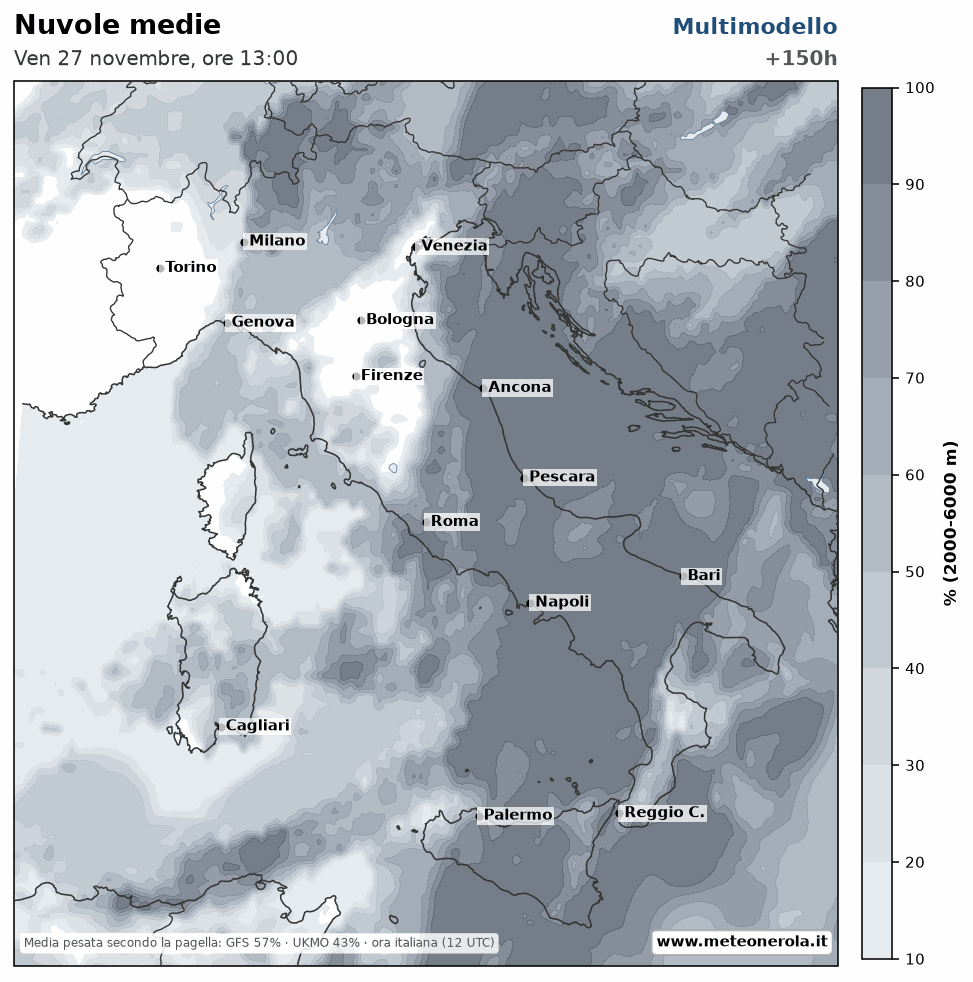 Nuvole medie
Multimodello
Ven 27 novembre, ore 13:00
+150h
100
90
80
70
60
50
40
30
20
10
% (2000-6000 m)
Milano
Venezia
Torino
Genova
Bologna
Firenze
Ancona
Pescara
Roma
Bari
Napoli
Cagliari
Palermo
Reggio C.
Media pesata secondo la pagella: GFS 57% · UKMO 43% · ora italiana (12 UTC)
www.meteonerola.it